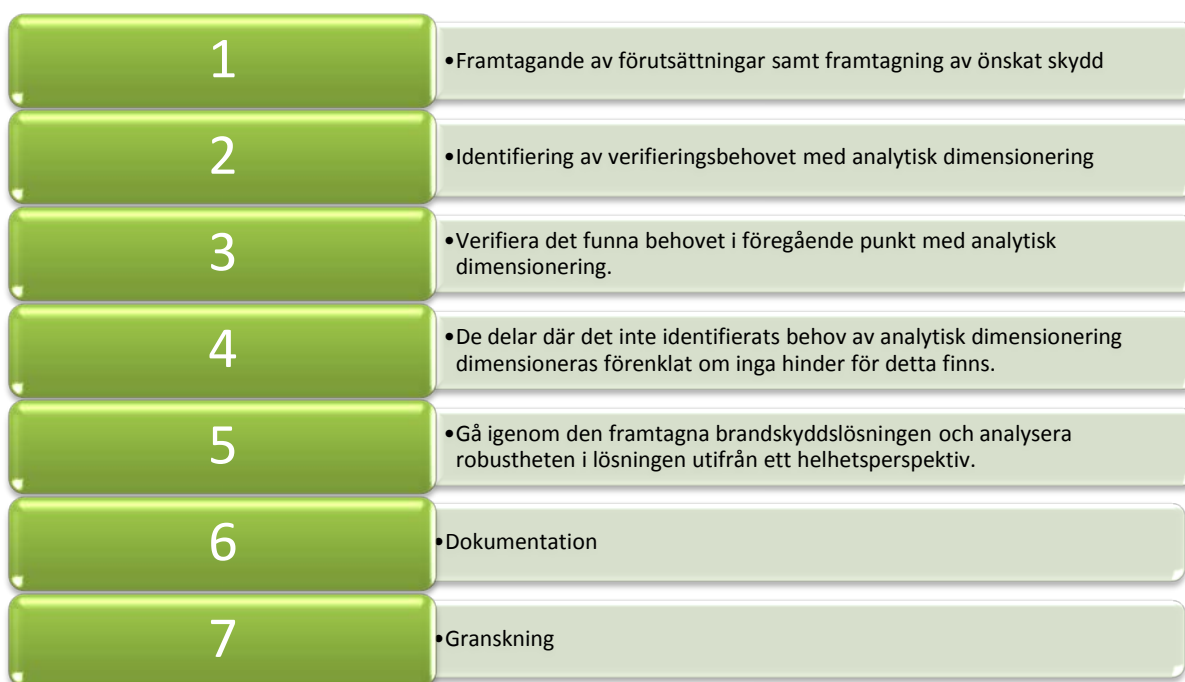 1
•Framtagande av förutsättningar samt framtagning av önskat skydd
2
•Identifiering av verifieringsbehovet med analytisk dimensionering
3
•Verifiera det funna behovet i föregående punkt med analytisk
dimensionering.
4
•De delar där det inte identifierats behov av analytisk dimensionering
dimensioneras förenklat om inga hinder för detta finns.
5
•Gå igenom den framtagna brandskyddslösningen och analysera
robustheten i lösningen utifrån ett helhetsperspektiv.
6
•Dokumentation
7
•Granskning